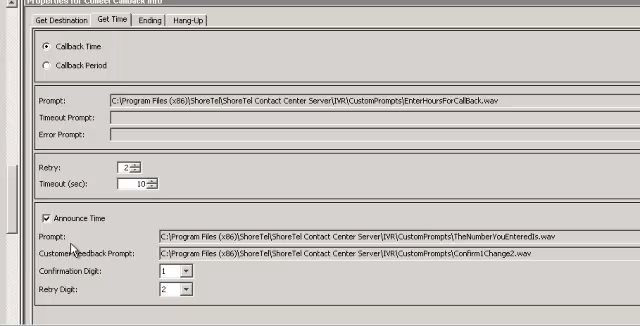 Properties for Collect Callback Info
Get Destination Get Time Ending Hang-Up
Callback Time
Callback Period
Prompt: C:\Program Files (x86)\ShoreTel\ShoreTel Contact Center Server\IVR\CustomPrompts\EnterHoursForCallBack.wav
Timeout Prompt:
Error Prompt:
Retry: 2
Timeout (sec): 10
Announce Time
Prompt: C:\Program Files (x86)\ShoreTel\ShoreTel Contact Center Server\IVR\CustomPrompts\TheNumberYouEnteredIs.wav
Customer Feedback Prompt: C:\Program Files (x86)\ShoreTel\ShoreTel Contact Center Server\IVR\CustomPrompts\Confirm1Change2.wav
Confirmation Digit: 1
Retry Digit: 2